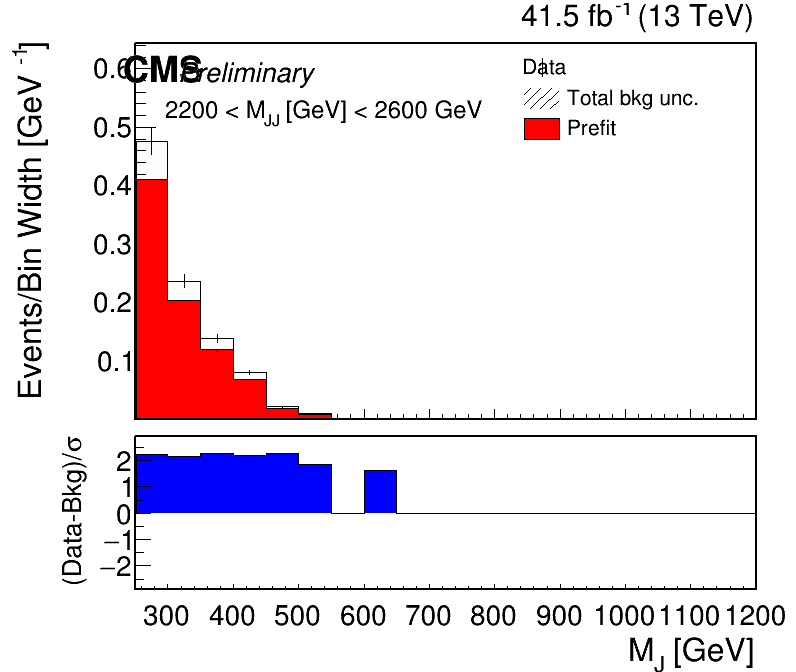 41.5 fb-1 (13 TeV)
CMS Preliminary
2200 < MJJ [GeV] < 2600 GeV
Data
Total bkg unc.
Prefit
Events/Bin Width [GeV-1]
0.6
0.5
0.4
0.3
0.2
0.1
(Data-Bkg)/σ
2
1
0
−1
−2
300 400 500 600 700 800 900 1000 1100 1200
MJ [GeV]